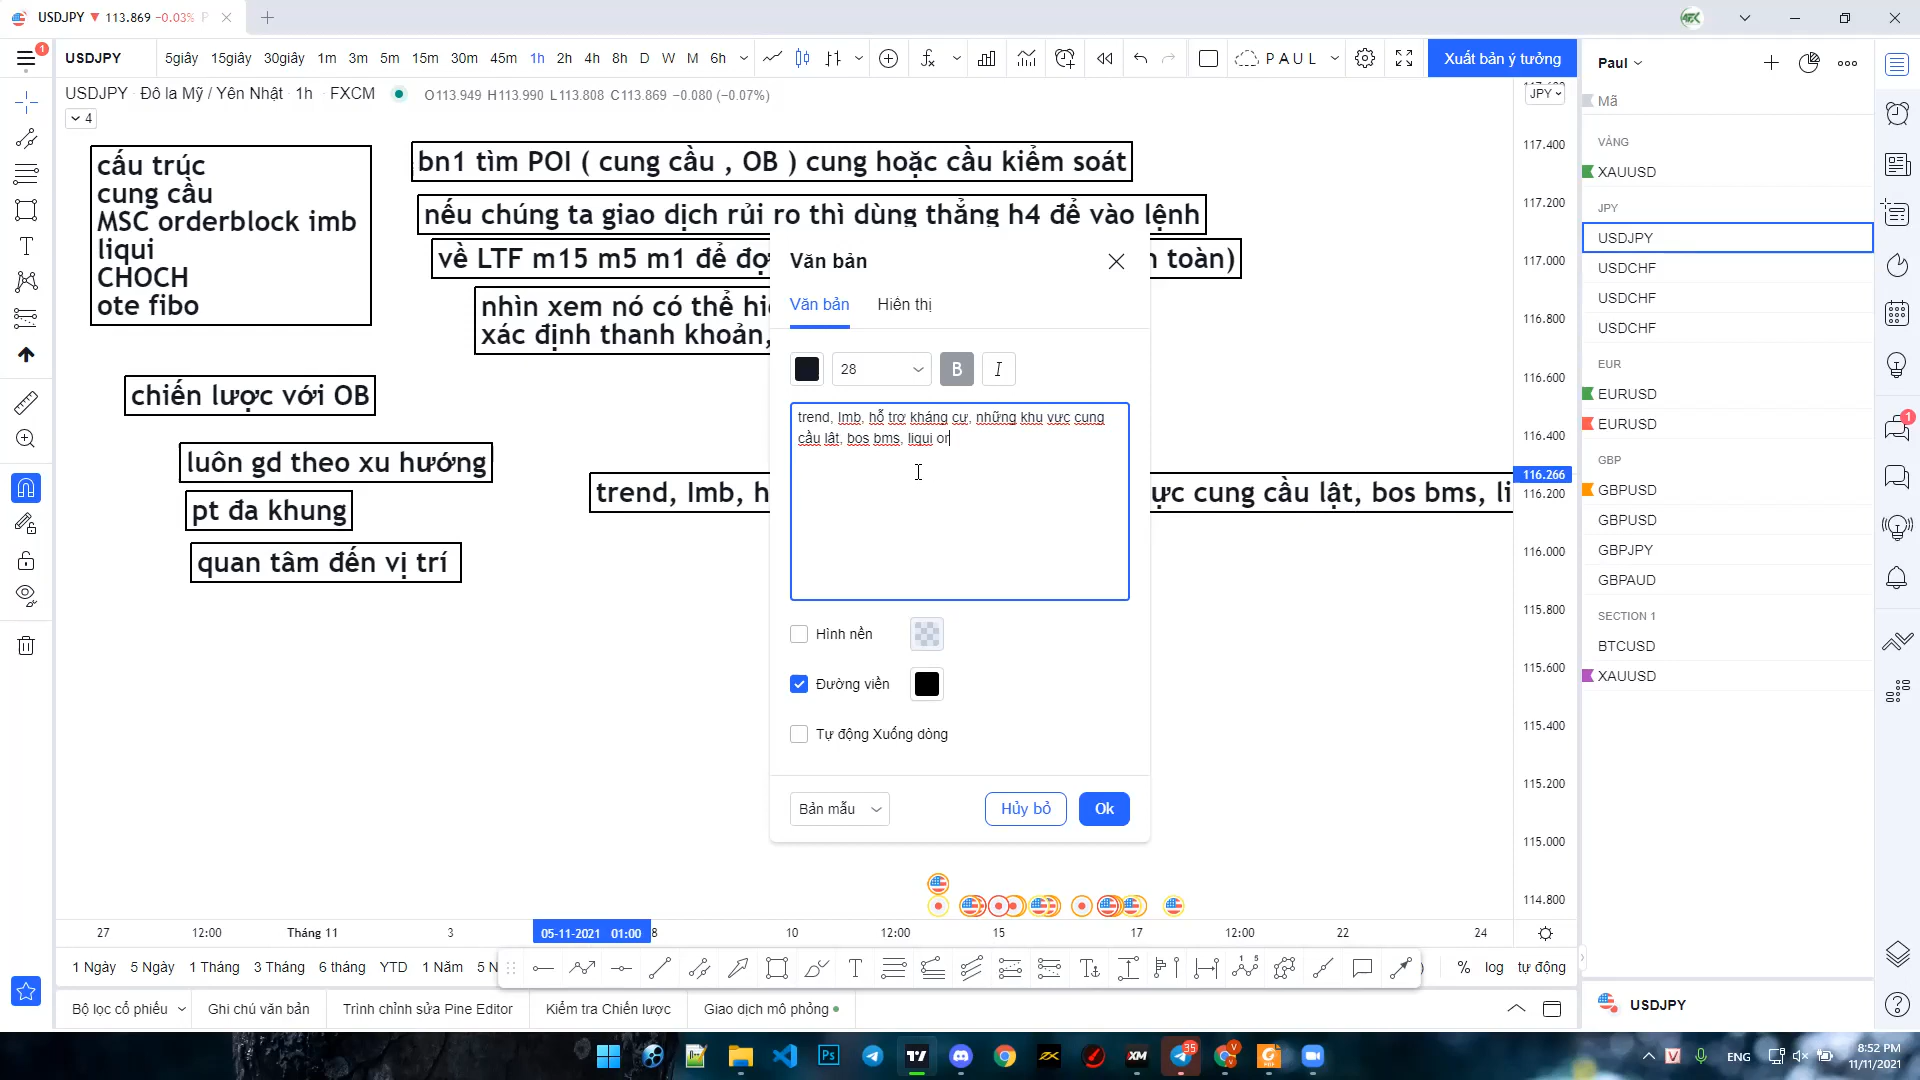 USDJPY ▼ 113.869 −0.03% P
1
USDJPY
5giây 15giây 30giây 1m 3m 5m 15m 30m 45m 1h 2h 4h 8h D W M 6h
PAUL
Xuất bản ý tưởng
USDJPY · Đô la Mỹ / Yên Nhật · 1h · FXCM
O113.949 H113.990 L113.808 C113.869 −0.080 (−0.07%)
4
JPY
cấu trúc
cung cầu
MSC orderblock imb
liqui
CHOCH
ote fibo
bn1 tìm POI ( cung cầu , OB ) cung hoặc cầu kiểm soát
nếu chúng ta giao dịch rủi ro thì dùng thẳng h4 để vào lệnh
về LTF m15 m5 m1 để đợ
toàn)
nhìn xem nó có thể hi
xác định thanh khoản,
chiến lược với OB
luôn gd theo xu hướng
pt đa khung
quan tâm đến vị trí
trend, Imb, h
ực cung cầu lật, bos bms, li
Văn bản
Văn bản
Hiện thị
28
B
I
trend, Imb, hỗ trợ kháng cự, những khu vực cung
cầu lật, bos bms, liqui or
Hình nền
Đường viền
Tự động Xuống dòng
Bản mẫu
Hủy bỏ
Ok
117.400
117.200
117.000
116.800
116.600
116.400
116.266
116.200
116.000
115.800
115.600
115.400
115.200
115.000
114.800
27 12:00 Tháng 11 3 05-11-2021 01:00 8 10 12:00 15 17 12:00 22 24
1 Ngày 5 Ngày 1 Tháng 3 Tháng 6 tháng YTD 1 Năm 5 N
% log tự động
Bộ lọc cổ phiếu
Ghi chú văn bản
Trình chỉnh sửa Pine Editor
Kiểm tra Chiến lược
Giao dịch mô phỏng
Paul
Mã
VÀNG
XAUUSD
JPY
USDJPY
USDCHF
USDCHF
USDCHF
EUR
EURUSD
EURUSD
GBP
GBPUSD
GBPUSD
GBPJPY
GBPAUD
SECTION 1
BTCUSD
XAUUSD
USDJPY
1
35
ENG
8:52 PM
11/11/2021